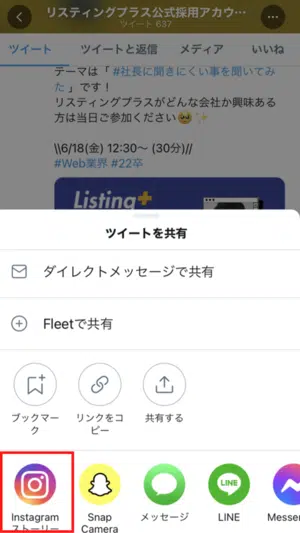 リスティングプラス公式採用アカウ…
ツイート 637
ツイート ツイートと返信 メディア いいね
テーマは「 #社長に聞きにくい事を聞いてみ
た 」です！
リスティングプラスがどんな会社か興味ある
方は当日ご参加ください🥺✨
\\6/18(金) 12:30〜 (30分)//
#Web業界 #22卒
Listing+
ツイートを共有
ダイレクトメッセージで共有
Fleetで共有
ブックマー
ク
リンクをコ
ピー
共有する
Instagram
ストーリー
Snap
Camera
メッセージ
LINE
Messen